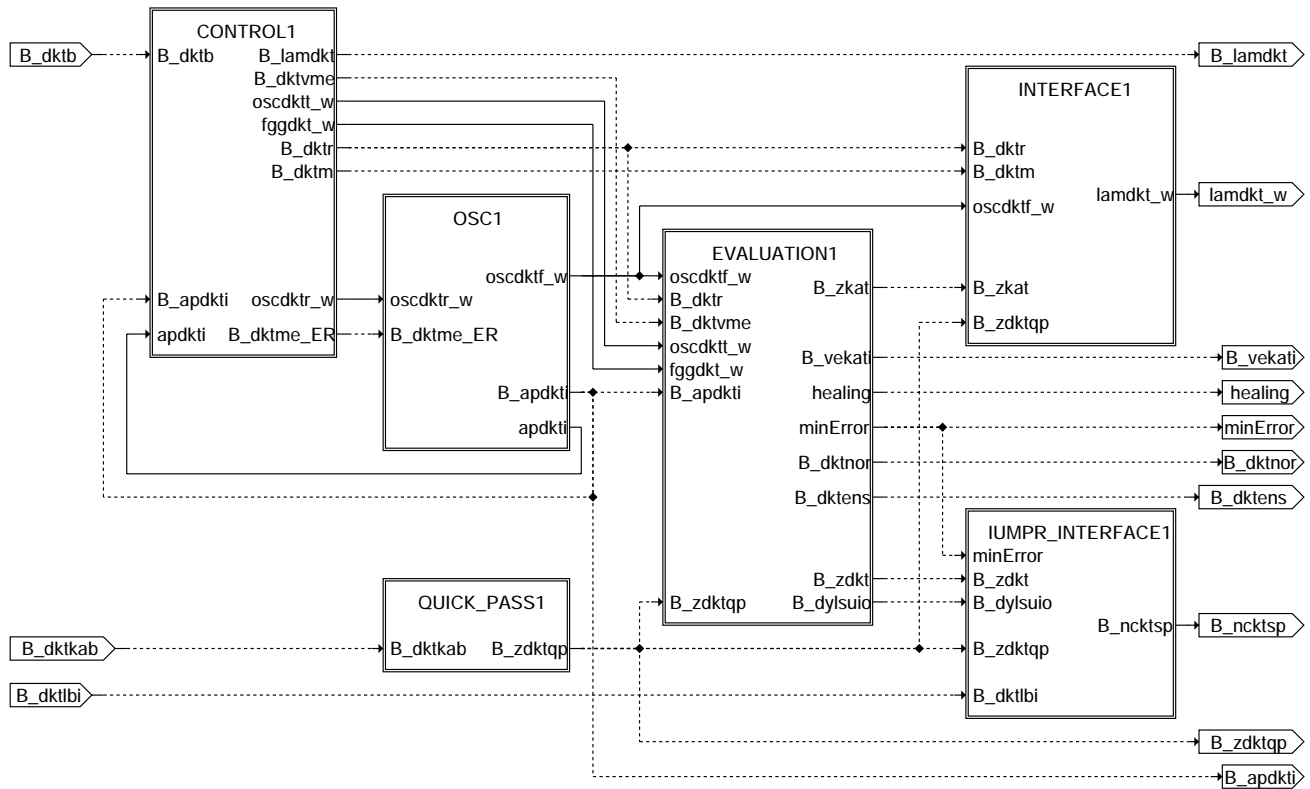 CONTROL1
B_dktb
B_dktb
B_lamdkt
B_lamdkt
B_dktvme
oscdktt_w
fggdkt_w
B_dktr
B_dktm
B_apdkti
oscdktr_w
apdkti
B_dktme_ER
OSC1
oscdktf_w
oscdktr_w
B_dktme_ER
B_apdkti
apdkti
EVALUATION1
oscdktf_w
B_zkat
B_dktr
B_dktvme
oscdktt_w
B_vekati
fggdkt_w
B_apdkti
healing
minError
B_dktnor
B_dktens
B_zdkt
B_zdktqp
B_dylsuio
INTERFACE1
B_dktr
B_dktm
lamdkt_w
lamdkt_w
oscdktf_w
B_zkat
B_zdktqp
B_vekati
healing
minError
B_dktnor
B_dktens
IUMPR_INTERFACE1
minError
B_zdkt
B_dylsuio
B_ncktsp
B_ncktsp
B_zdktqp
B_dktlbi
QUICK_PASS1
B_dktkab
B_dktkab
B_zdktqp
B_dktlbi
B_zdktqp
B_apdkti